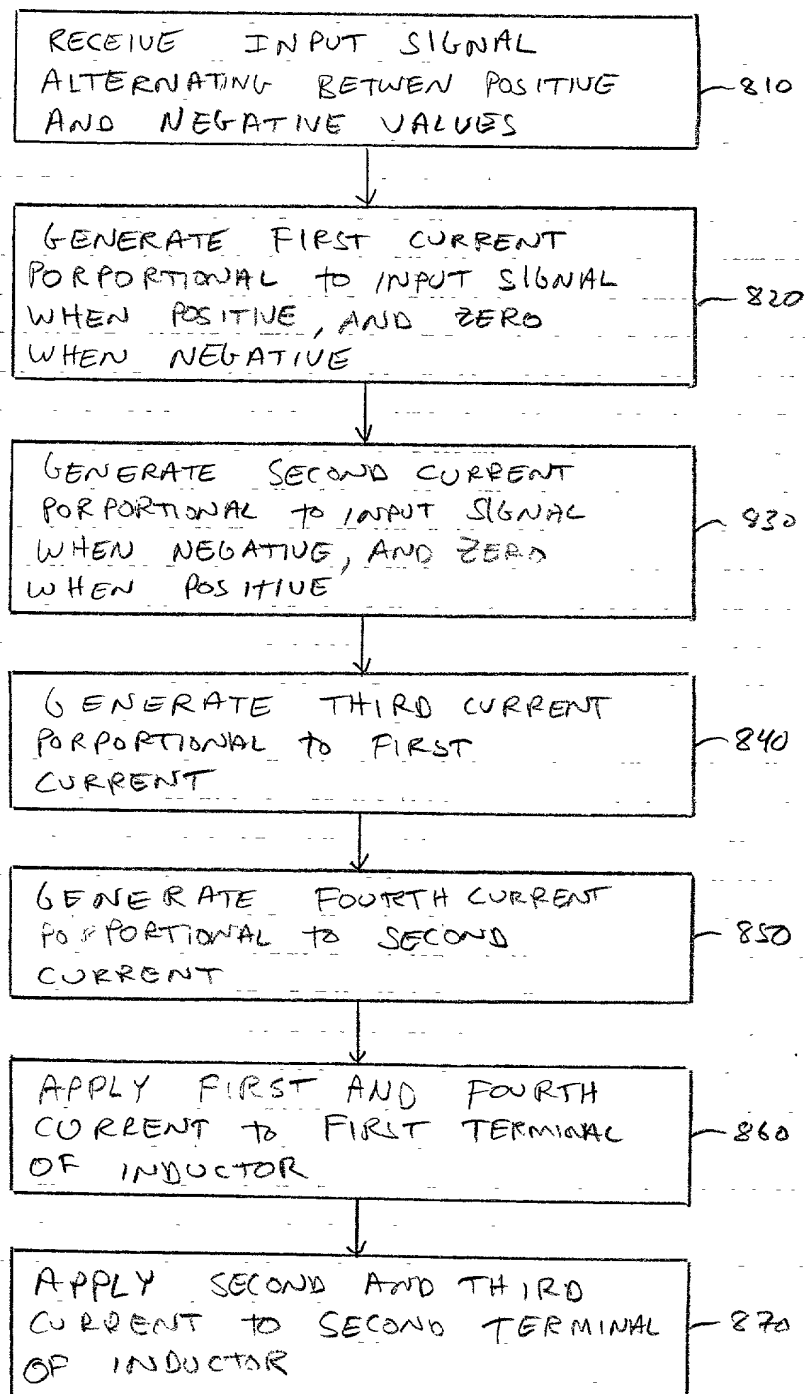 RECEIVE INPUT SIGNAL
ALTERNATING BETWEN POSITIVE
AND NEGATIVE VALUES
810
GENERATE FIRST CURRENT
PORPORTIONAL to INPUT SIGNAL
WHEN POSITIVE, AND ZERO
WHEN NEGATIVE
820
GENERATE SECOND CURRENT
PORPORTIONAL to INPUT SIGNAL
WHEN NEGATIVE, AND ZERO
WHEN POSITIVE
830
GENERATE THIRD CURRENT
PORPORTIONAL to FIRST
CURRENT
840
GENERATE FOURTH CURRENT
PORPORTIONAL to SECOND
CURRENT
850
APPLY FIRST AND FOURTH
CURRENT to FIRST TERMINAL
OF INDUCTOR
860
APPLY SECOND AND THIRD
CURRENT to SECOND TERMINAL
OF INDUCTOR
870